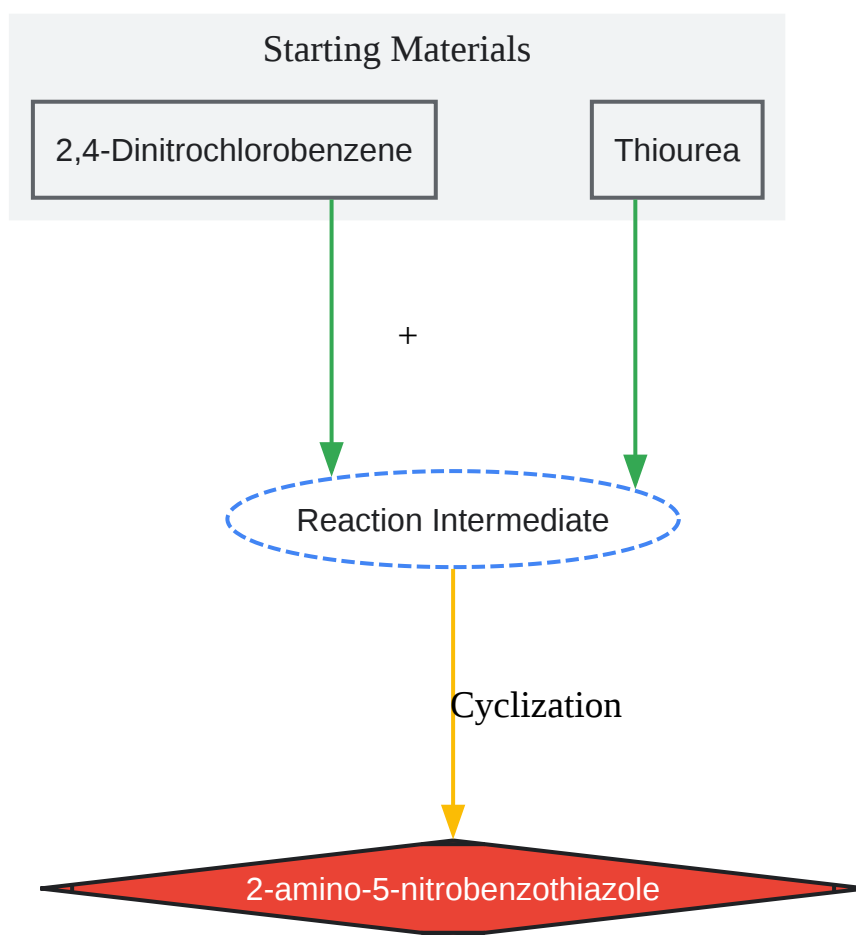 Starting Materials
2,4-Dinitrochlorobenzene
Thiourea
+
Reaction Intermediate
Cyclization
2-amino-5-nitrobenzothiazole